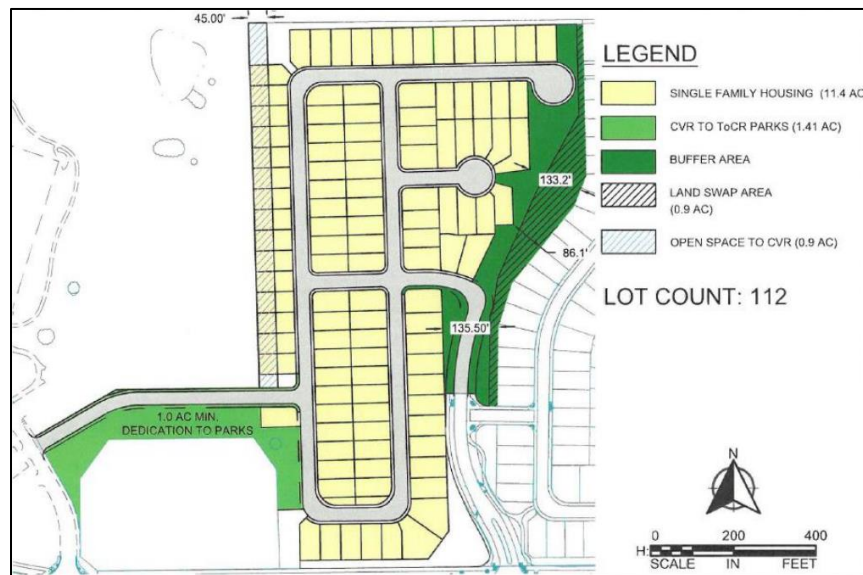 45.00'
LEGEND
SINGLE FAMILY HOUSING (11.4 AC
CVR TO ToCR PARKS (1.41 AC)
BUFFER AREA
LAND SWAP AREA
(0.9 AC)
OPEN SPACE TO CVR (0.9 AC)
LOT COUNT: 112
133.2'
86.1'
135.50'
1.0 AC MIN.
DEDICATION TO PARKS
N
0 200 400
H:
SCALE IN FEET